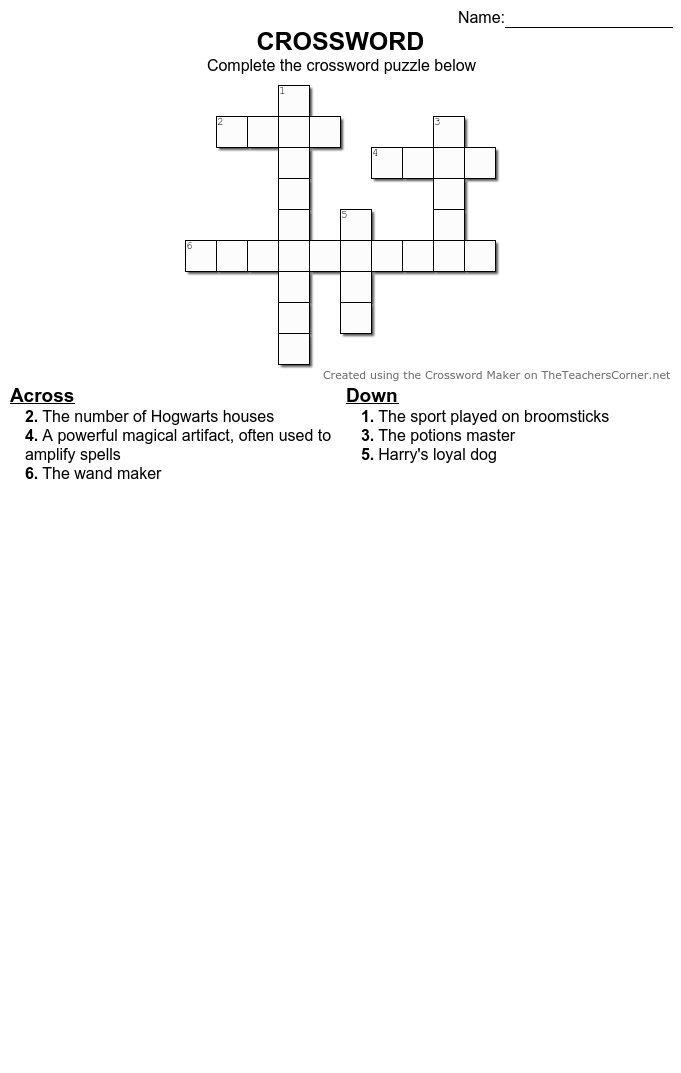 Name:
CROSSWORD
Complete the crossword puzzle below
1
2
3
4
5
6
Created using the Crossword Maker on TheTeachersCorner.net
Across
2. The number of Hogwarts houses
4. A powerful magical artifact, often used to
amplify spells
6. The wand maker
Down
1. The sport played on broomsticks
3. The potions master
5. Harry's loyal dog